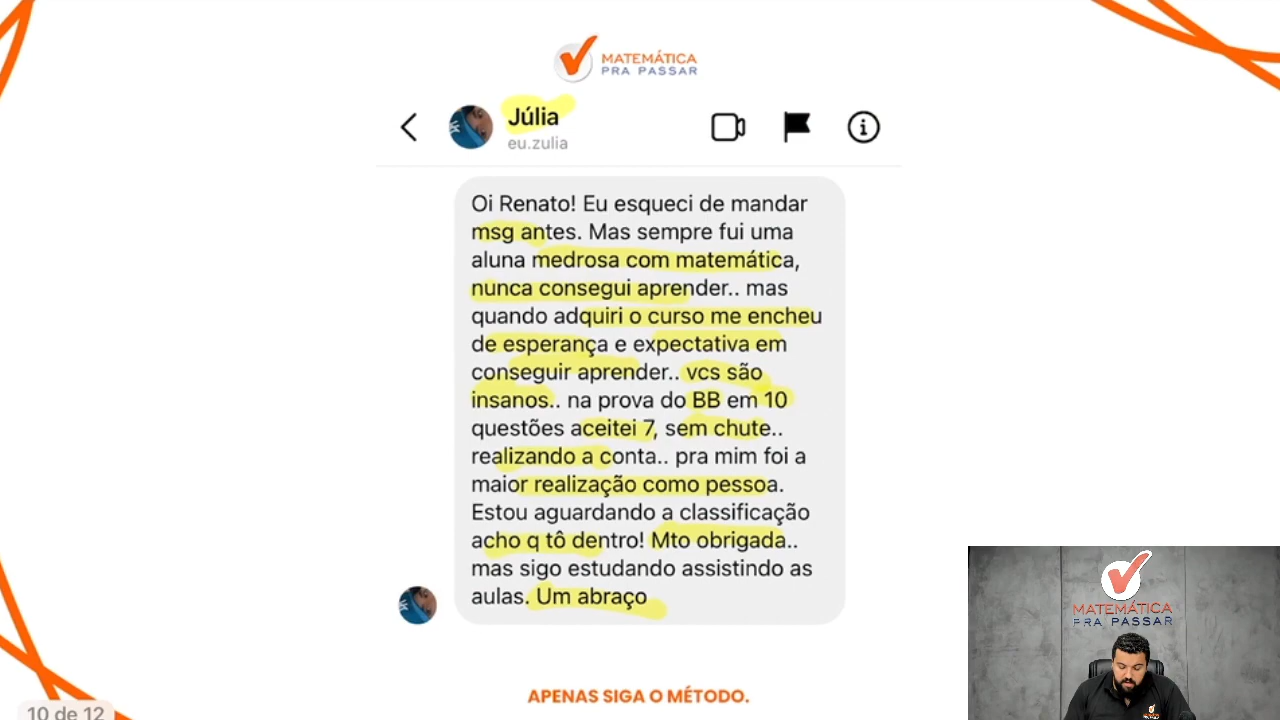 MATEMÁTICA
PRA PASSAR
Júlia
eu.zulia
Oi Renato! Eu esqueci de mandar
msg antes. Mas sempre fui uma
aluna medrosa com matemática,
nunca consegui aprender.. mas
quando adquiri o curso me encheu
de esperança e expectativa em
conseguir aprender.. vcs são
insanos.. na prova do BB em 10
questões aceitei 7, sem chute..
realizando a conta.. pra mim foi a
maior realização como pessoa.
Estou aguardando a classificação
acho q tô dentro! Mto obrigada..
mas sigo estudando assistindo as
aulas. Um abraço
MATEMÁTICA
PRA PASSAR
APENAS SIGA O MÉTODO.
10 de 12